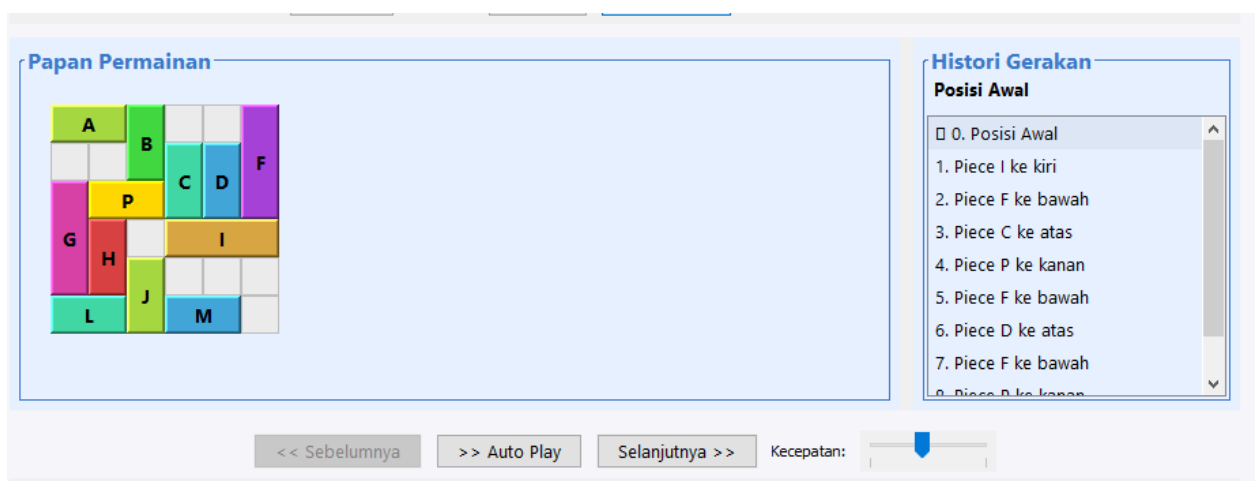 Papan Permainan
A
B
F
C
D
P
G
H
I
J
L
M
Histori Gerakan
Posisi Awal
0. Posisi Awal
1. Piece I ke kiri
2. Piece F ke bawah
3. Piece C ke atas
4. Piece P ke kanan
5. Piece F ke bawah
6. Piece D ke atas
7. Piece F ke bawah
<< Sebelumnya
>> Auto Play
Selanjutnya >>
Kecepatan: